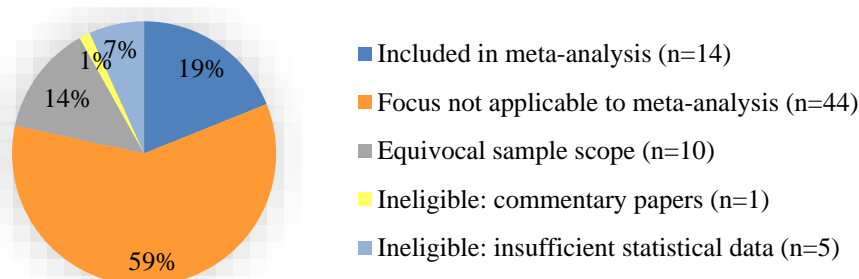 7%
1%
19%
14%
59%
Included in meta-analysis (n=14)
Focus not applicable to meta-analysis (n=44)
Equivocal sample scope (n=10)
Ineligible: commentary papers (n=1)
Ineligible: insufficient statistical data (n=5)